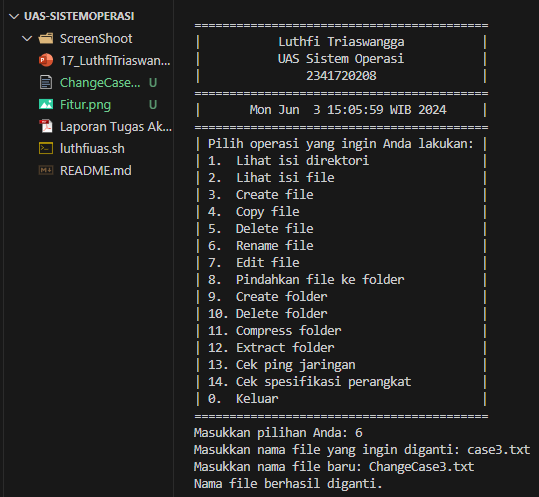 UAS-SISTEMOPERASI
ScreenShoot
17_LuthfiTriaswan...
ChangeCase... U
Fitur.png U
Laporan Tugas Ak...
luthfiuas.sh
README.md
==========================================
| Luthfi Triaswangga |
| UAS Sistem Operasi |
| 2341720208 |
==========================================
| Mon Jun  3 15:05:59 WIB 2024 |
==========================================
| Pilih operasi yang ingin Anda lakukan: |
| 1.  Lihat isi direktori |
| 2.  Lihat isi file |
| 3.  Create file |
| 4.  Copy file |
| 5.  Delete file |
| 6.  Rename file |
| 7.  Edit file |
| 8.  Pindahkan file ke folder |
| 9.  Create folder |
| 10. Delete folder |
| 11. Compress folder |
| 12. Extract folder |
| 13. Cek ping jaringan |
| 14. Cek spesifikasi perangkat |
| 0.  Keluar |
==========================================
Masukkan pilihan Anda: 6
Masukkan nama file yang ingin diganti: case3.txt
Masukkan nama file baru: ChangeCase3.txt
Nama file berhasil diganti.